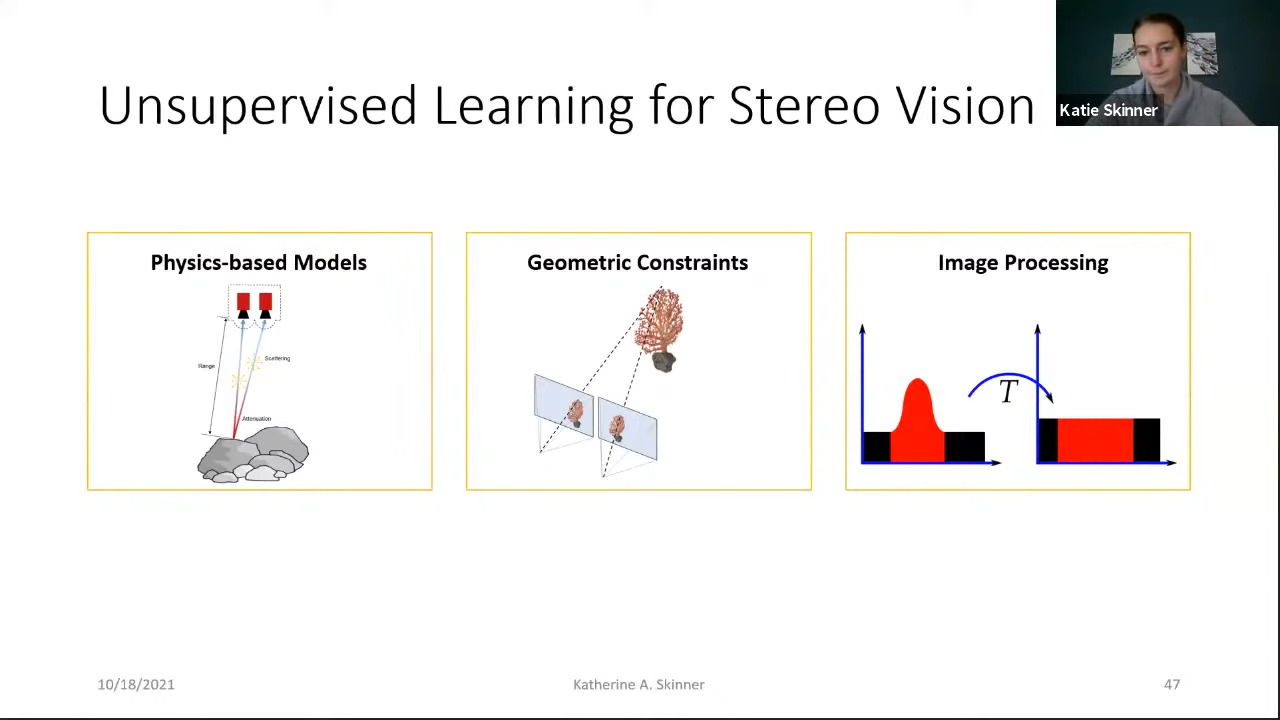 Unsupervised Learning for Stereo Vision
Katie Skinner
Physics-based Models
Range
Scattering
Attenuation
Geometric Constraints
Image Processing
T
10/18/2021
Katherine A. Skinner
47